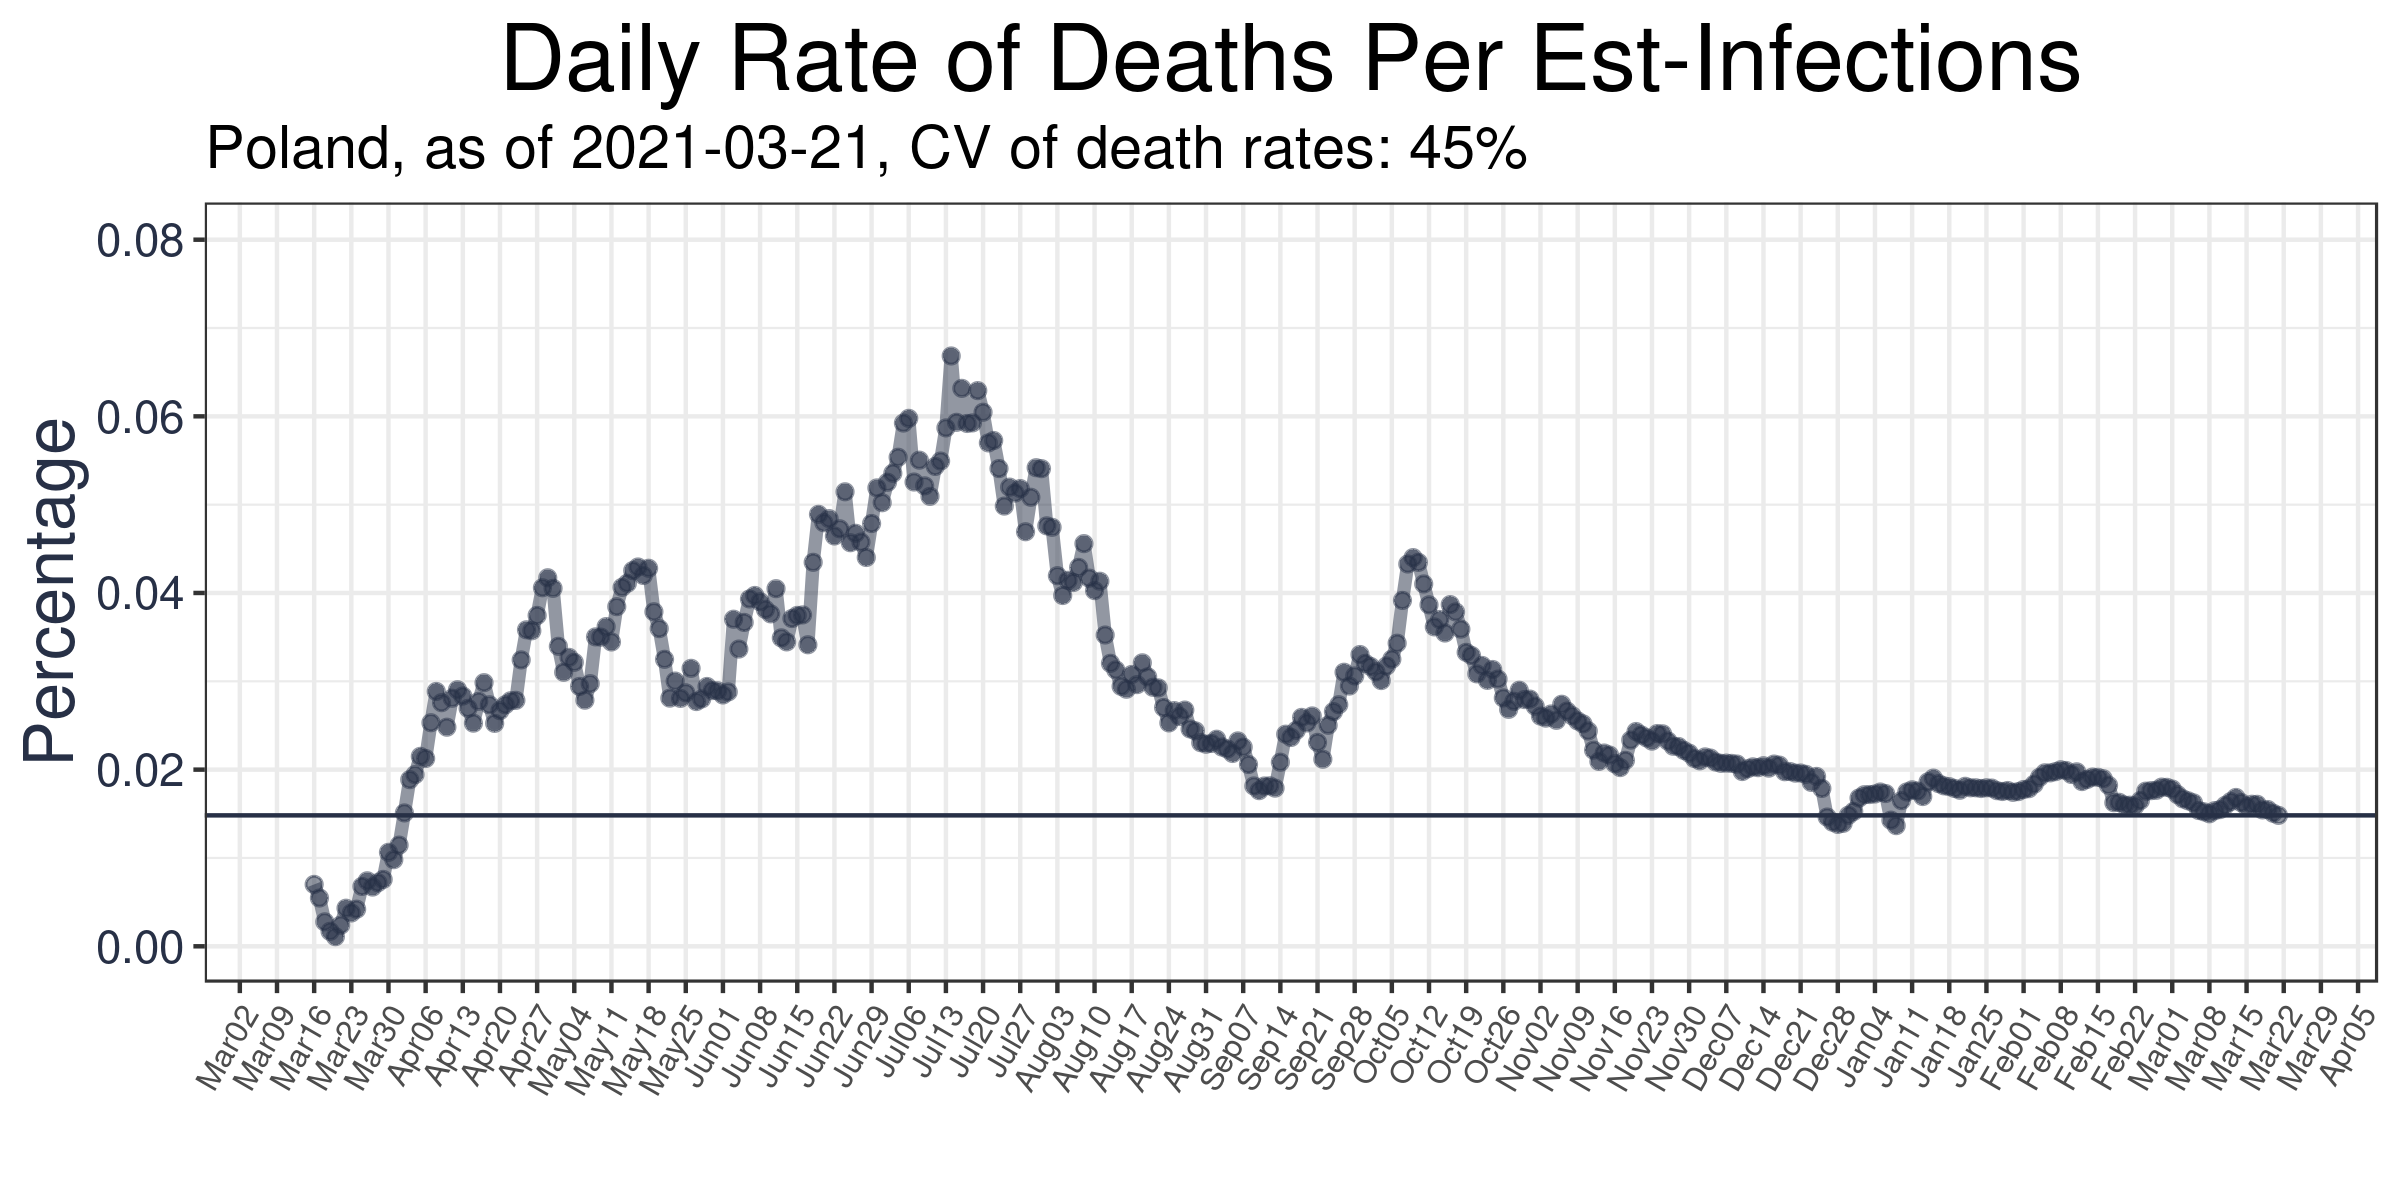 Daily Rate of Deaths Per Est-Infections
Poland, as of 2021-03-21, CV of death rates: 45%
Percentage
0.08
0.06
0.04
0.02
0.00
Mar02 Mar09 Mar16 Mar23 Mar30 Apr06 Apr13 Apr20 Apr27 May04 May11 May18 May25 Jun01 Jun08 Jun15 Jun22 Jun29 Jul06 Jul13 Jul20 Jul27 Aug03 Aug10 Aug17 Aug24 Aug31 Sep07 Sep14 Sep21 Sep28 Oct05 Oct12 Oct19 Oct26 Nov02 Nov09 Nov16 Nov23 Nov30 Dec07 Dec14 Dec21 Dec28 Dec04 Jan11 Jan18 Jan25 Jan01 Feb08 Feb15 Feb22 Feb01 Mar08 Mar15 Mar22 Mar29 Apr05